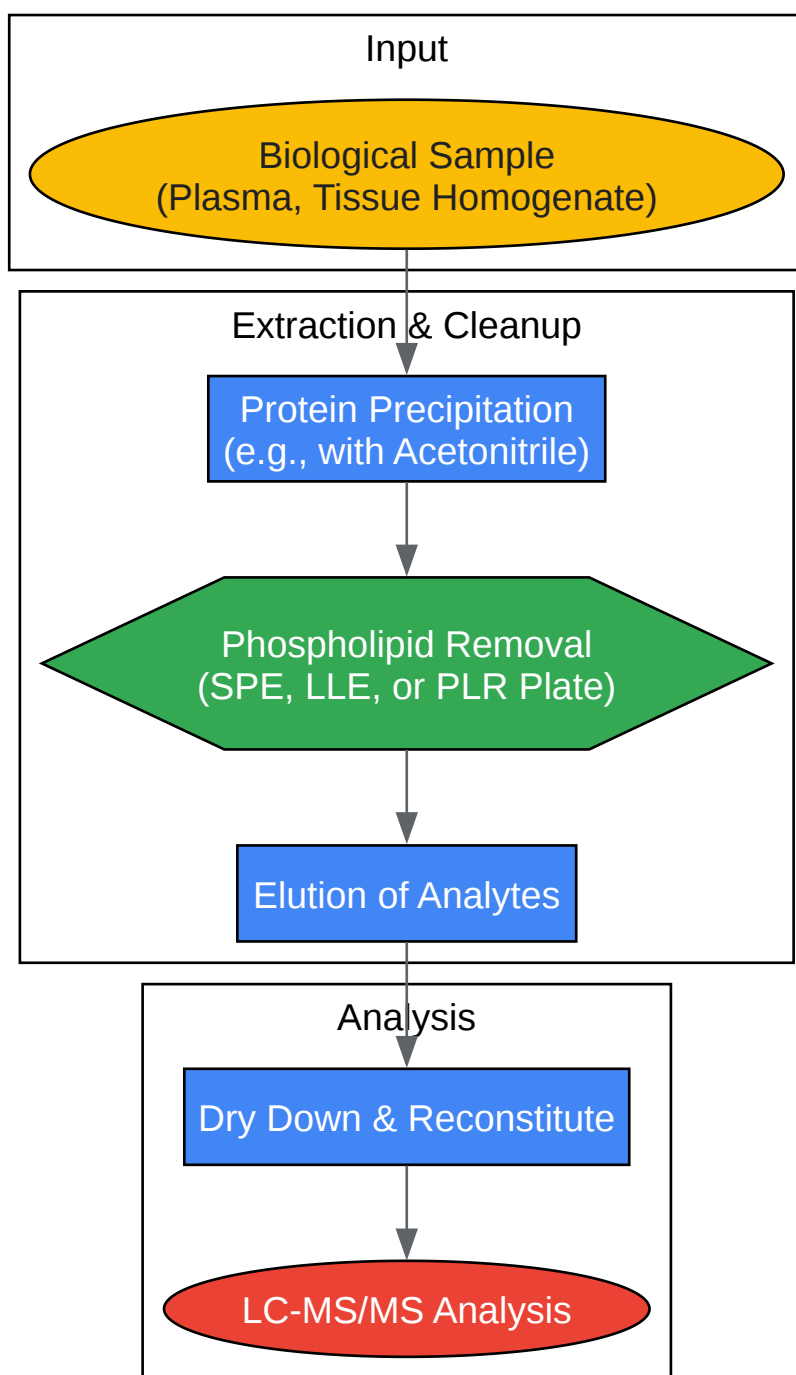 Input
Biological Sample
(Plasma, Tissue Homogenate)
Extraction & Cleanup
Protein Precipitation
(e.g., with Acetonitrile)
Phospholipid Removal
(SPE, LLE, or PLR Plate)
Elution of Analytes
Analysis
Dry Down & Reconstitute
LC-MS/MS Analysis